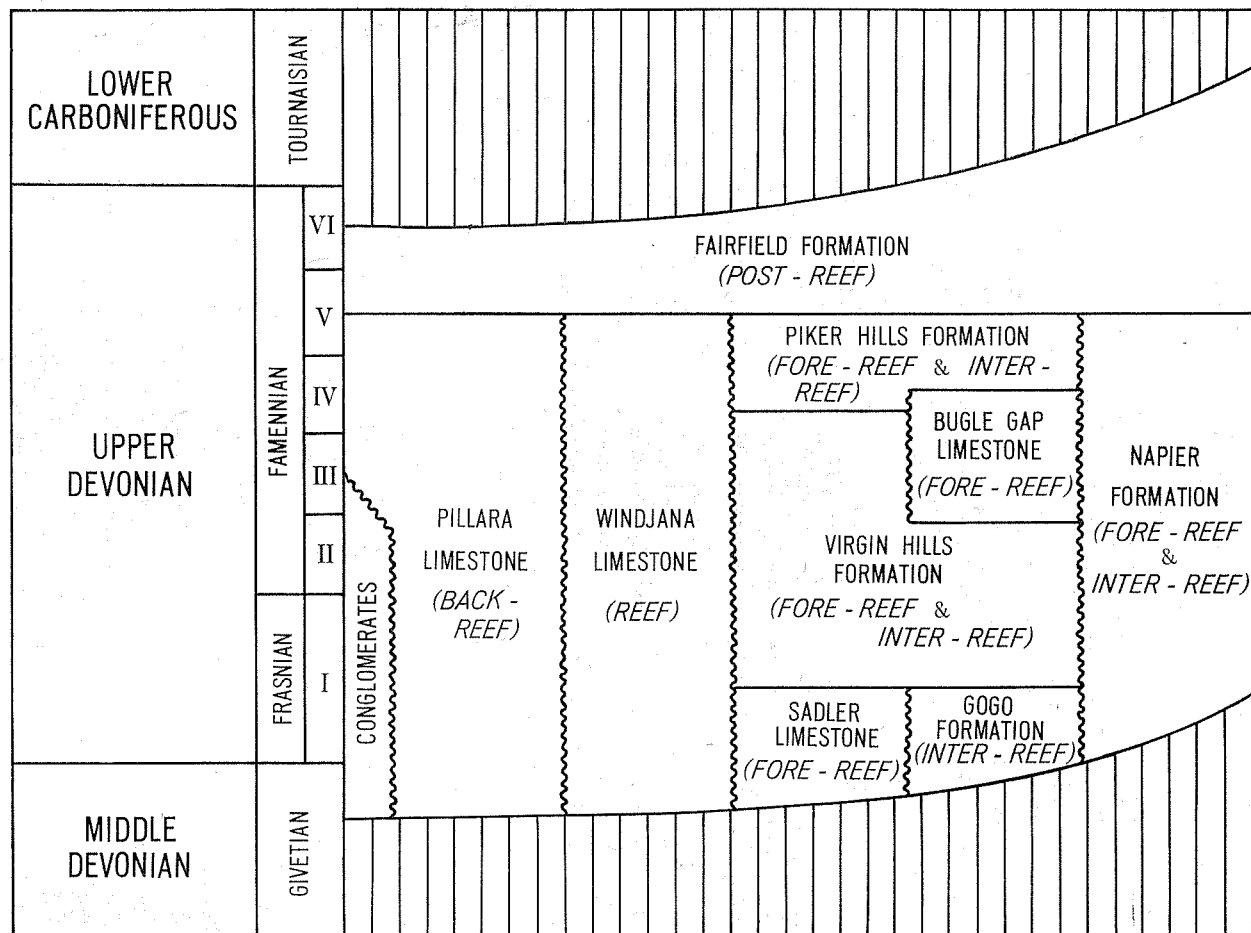 LOWER
CARBONIFEROUS
TOURNAISIAN
UPPER
DEVONIAN
FAMENNIAN
FRASNIAN
VI
V
IV
III
II
I
MIDDLE
DEVONIAN
GIVETIAN
FAIRFIELD FORMATION
(POST - REEF)
CONGLOMERATES
PILLARA
LIMESTONE
(BACK -
REEF)
WINDJANA
LIMESTONE
(REEF)
PIKER HILLS FORMATION
(FORE - REEF & INTER -
REEF)
BUGLE GAP
LIMESTONE
(FORE - REEF)
VIRGIN HILLS
FORMATION
(FORE - REEF &
INTER - REEF)
SADLER
LIMESTONE
(FORE - REEF)
GOGO
FORMATION
(INTER - REEF)
NAPIER
FORMATION
(FORE - REEF
&
INTER - REEF)